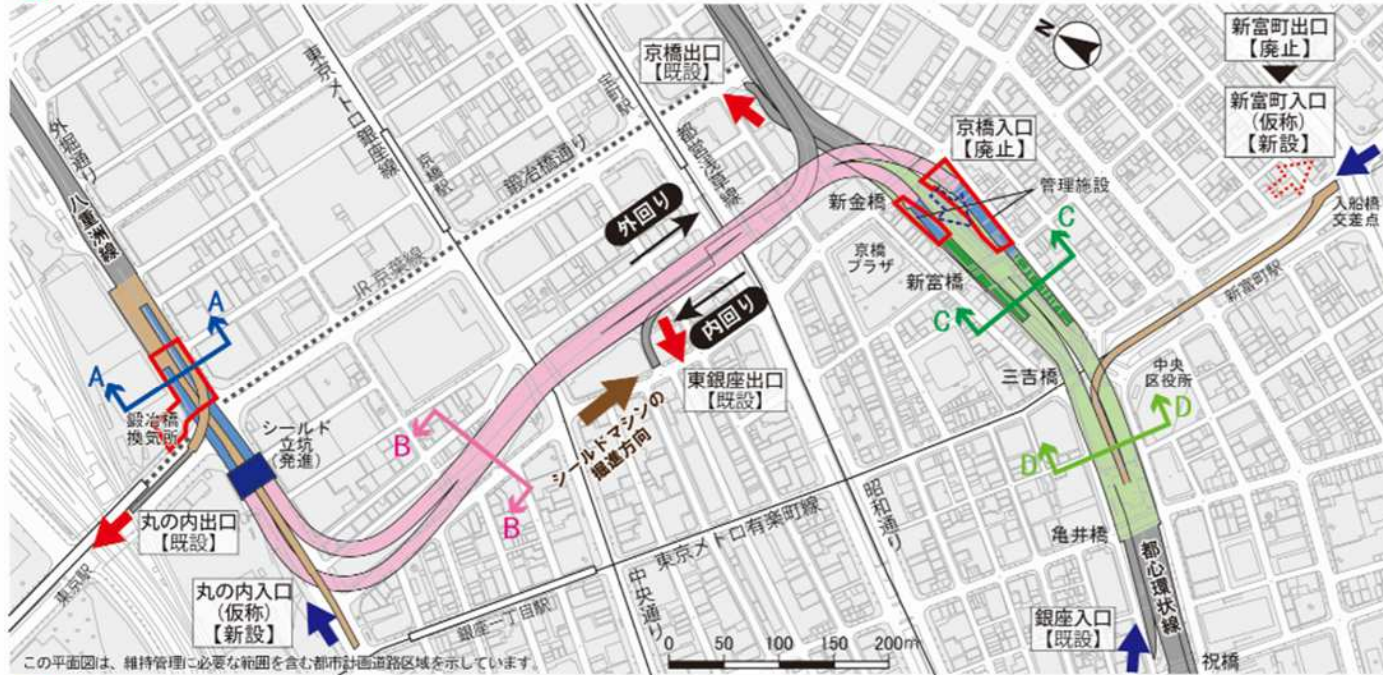 外堀通り
八重洲線
東京メトロ銀座線
京橋駅
鍛冶橋通り
JR京葉線
宝町駅
都営浅草線
京橋出口
【既設】
N
新富町出口
【廃止】
新富町入口
(仮称)
【新設】
京橋入口
【廃止】
管理施設
入船橋
交差点
外回り
内回り
新金橋
京橋
プラザ
新富橋
C
C
新富町駅
A
A
鍛冶橋
換気所
シールド
立坑
(発進)
東銀座出口
【既設】
シールドマシンの
掘進方向
三吉橋
中央
区役所
B
B
D
D
丸の内出口
【既設】
東京駅
丸の内入口
(仮称)
【新設】
銀座一丁目駅
中央通り
東京メトロ有楽町線
昭和通り
亀井橋
都心環状線
銀座入口
【既設】
祝橋
0 50 100 200m
この平面図は、維持管理に必要な範囲を含む都市計画道路区域を示しています。